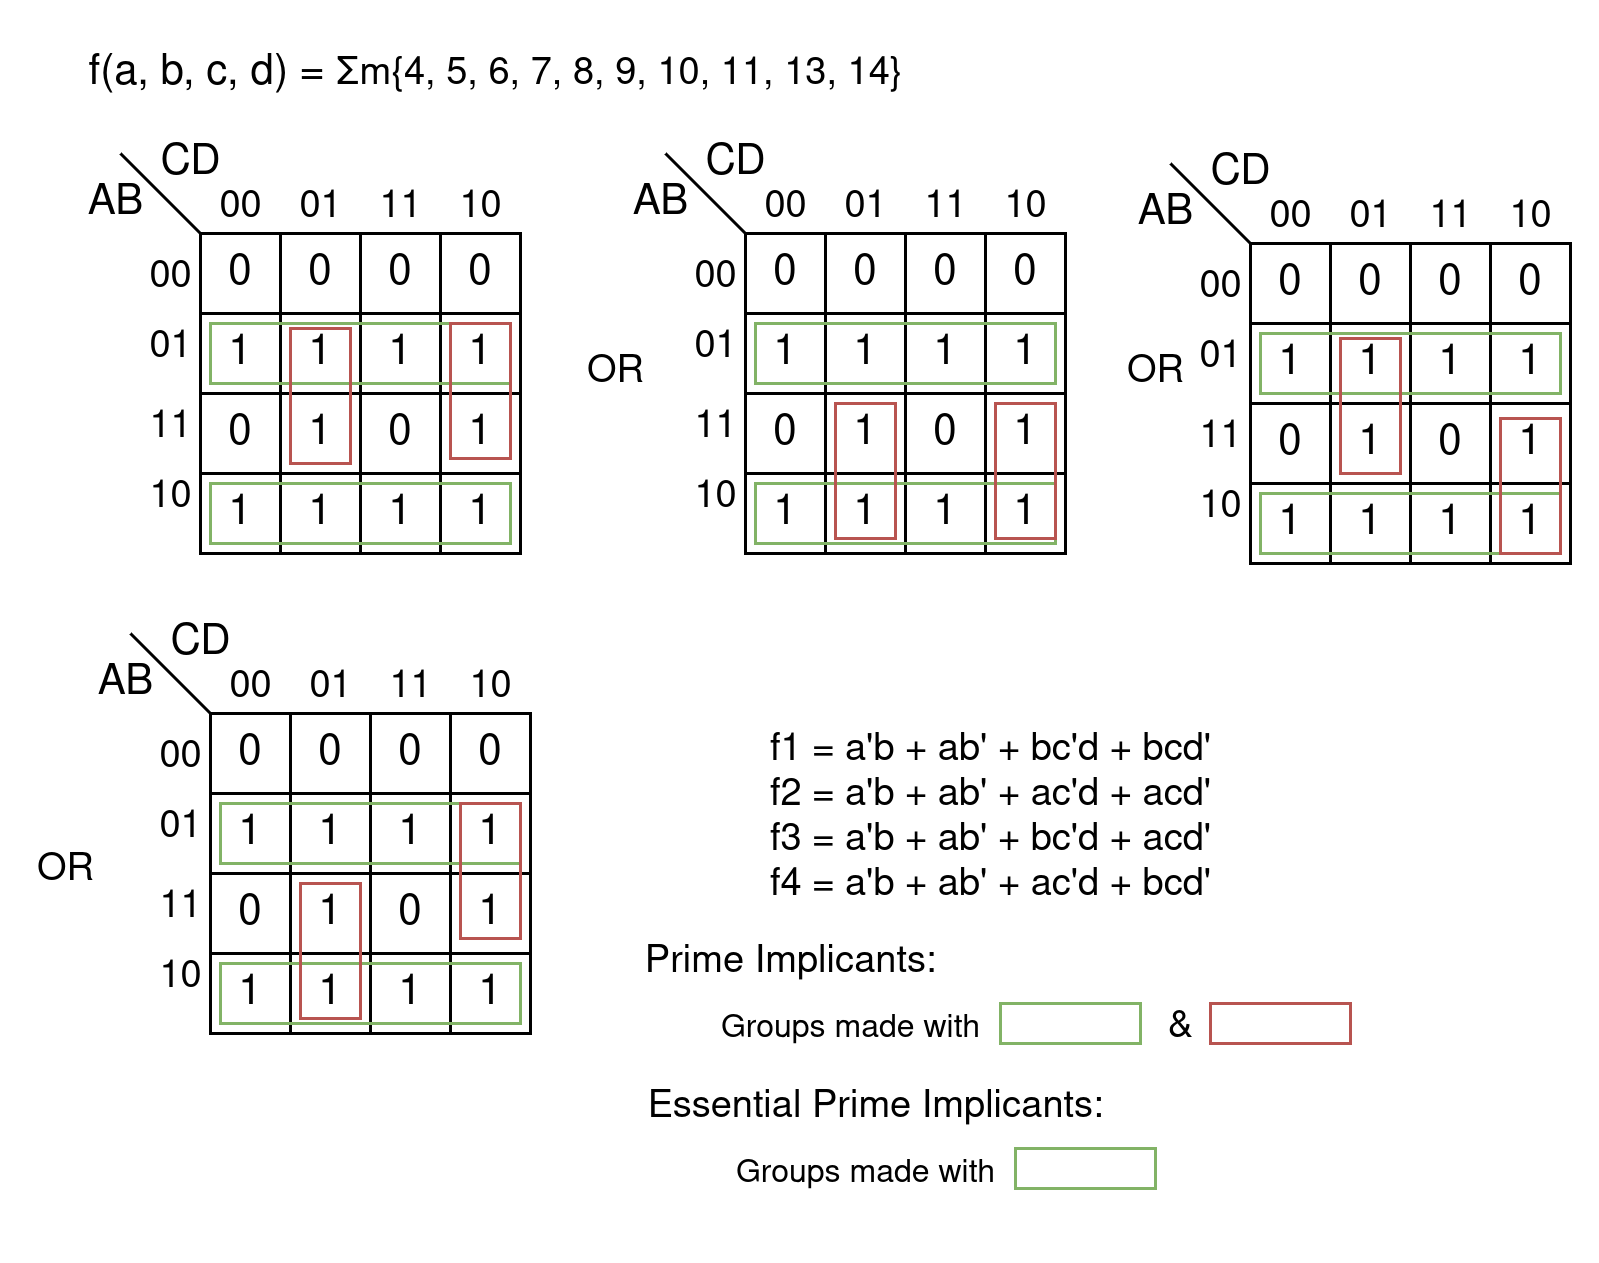 f(a, b, c, d) = Σm{4, 5, 6, 7, 8, 9, 10, 11, 13, 14}
CD
AB
00 01 11 10
00 0 0 0 0
01 1 1 1 1
11 0 1 0 1
10 1 1 1 1
OR
CD
AB
00 01 11 10
00 0 0 0 0
01 1 1 1 1
11 0 1 0 1
10 1 1 1 1
OR
CD
AB
00 01 11 10
00 0 0 0 0
01 1 1 1 1
11 0 1 0 1
10 1 1 1 1
OR
CD
AB
00 01 11 10
00 0 0 0 0
01 1 1 1 1
11 0 1 0 1
10 1 1 1 1
f1 = a'b + ab' + bc'd + bcd'
f2 = a'b + ab' + ac'd + acd'
f3 = a'b + ab' + bc'd + acd'
f4 = a'b + ab' + ac'd + bcd'
Prime Implicants:
Groups made with &
Essential Prime Implicants:
Groups made with